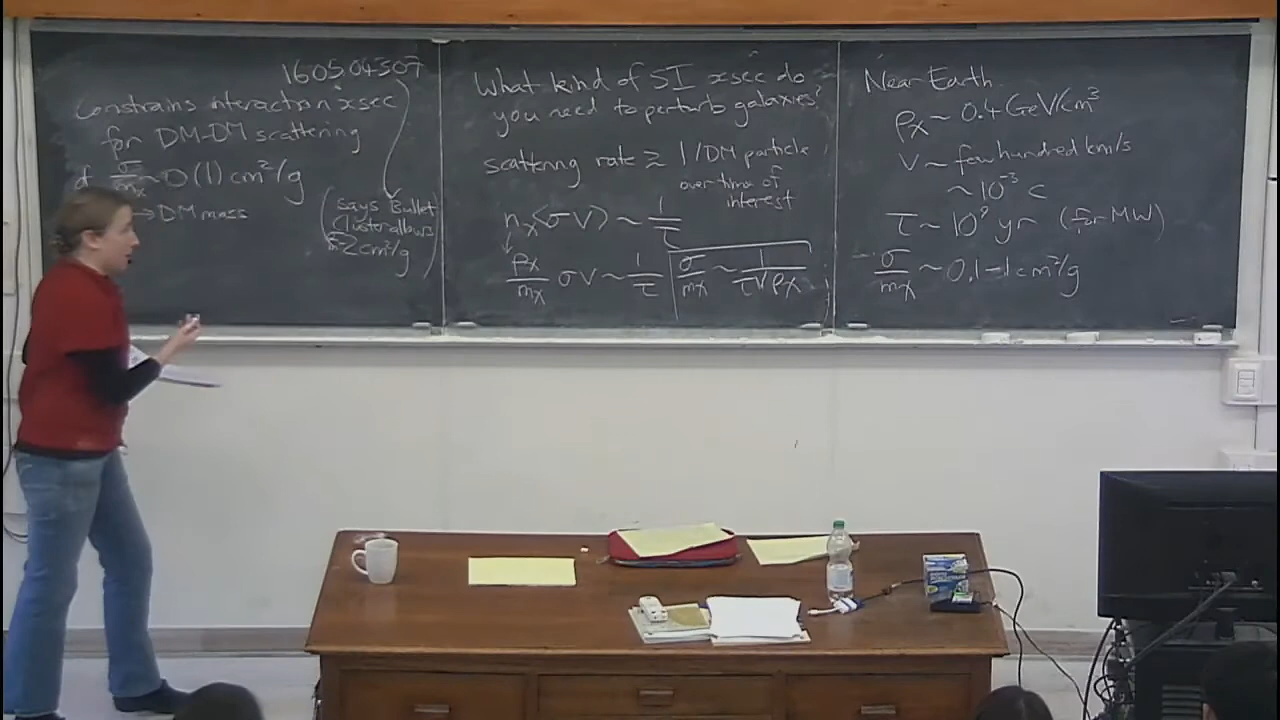 1605.04307
Constrains interaction xsec
for DM-DM scattering
of σ/mχ ~ O(1) cm²/g
→ DM mass
(says Bullet
Cluster allows
2cm²/g)
What kind of SI xsec do
you need to perturb galaxies?
scattering rate ≳ 1/DM particle
over time of
interest
nχ<σv> ~ 1/τ
ρχ/mχ σv ~ 1/τ
σ/mχ ~ 1/τvρχ
Near Earth
ρχ ~ 0.4 GeV/cm³
v ~ few hundred km/s
~ 10⁻³ c
τ ~ 10⁹ yr (for MW)
σ/mχ ~ 0.1-1 cm²/g